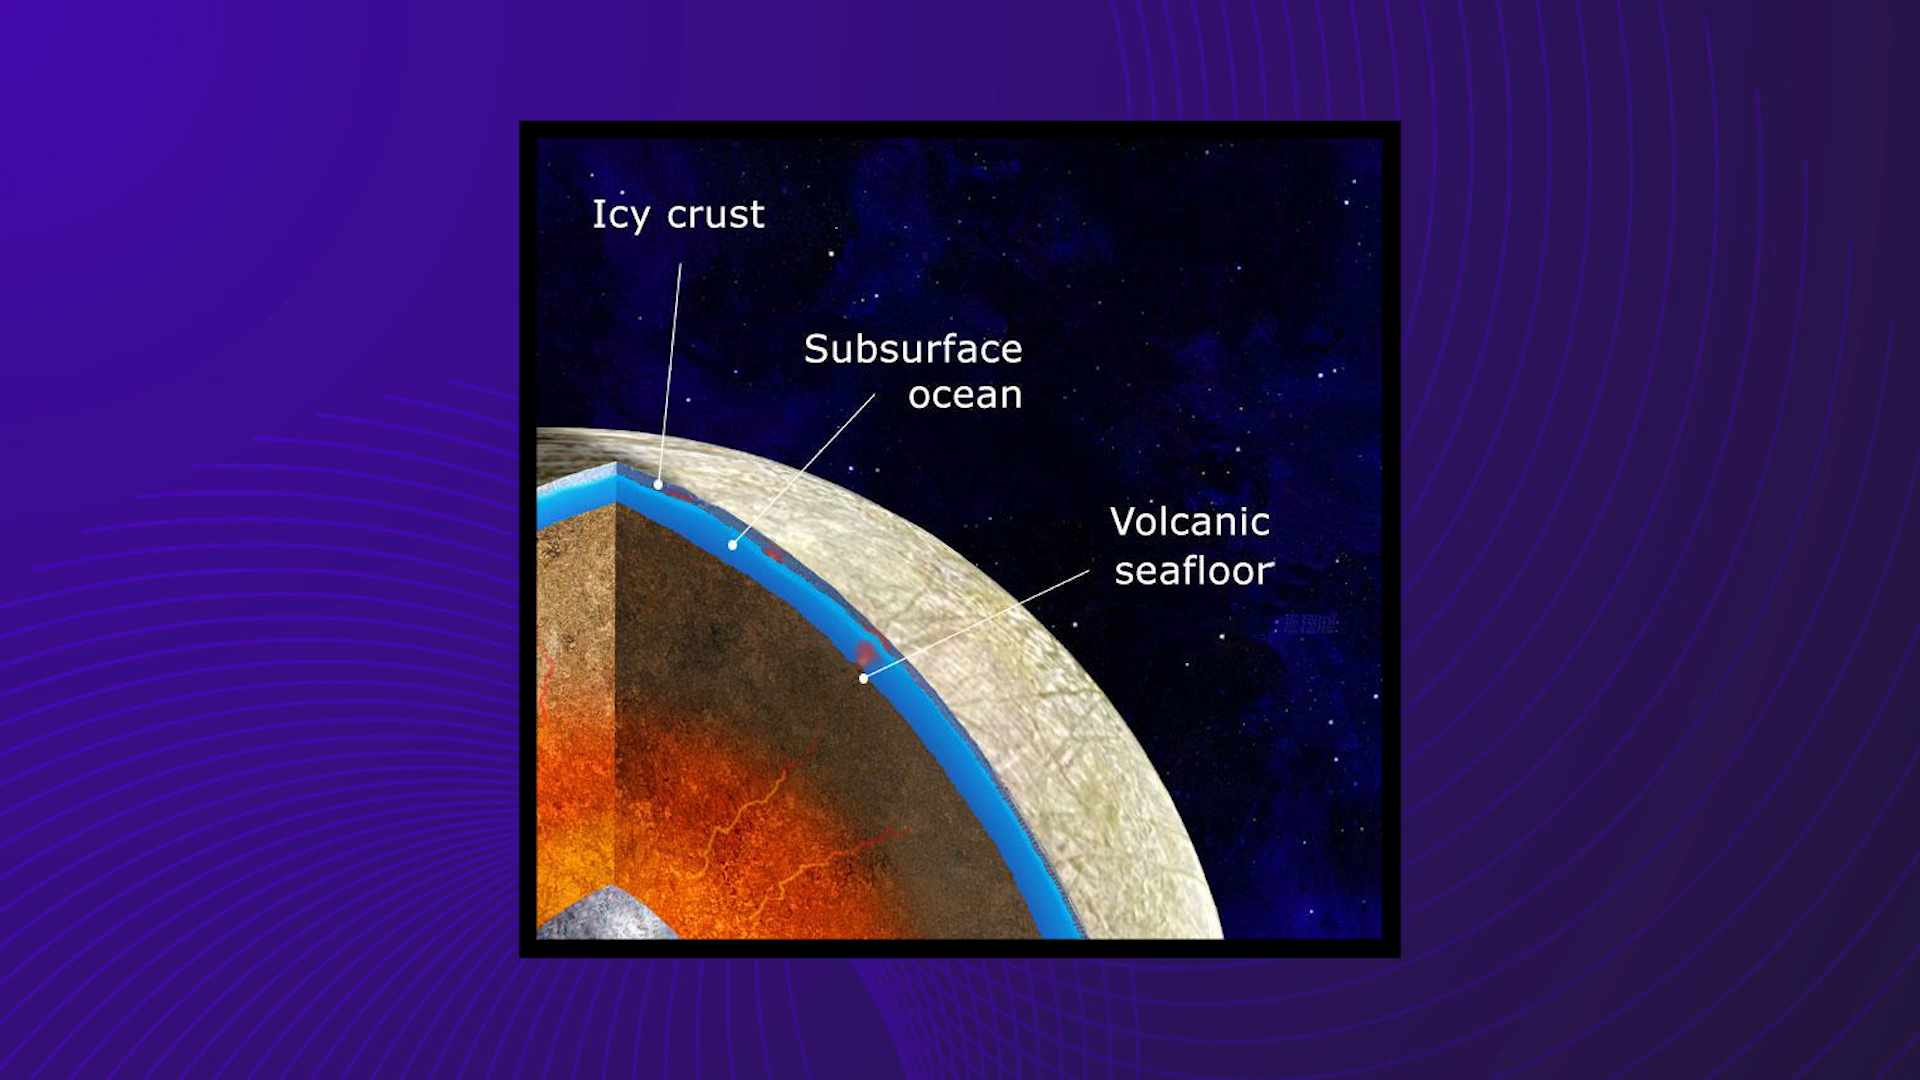 Icy crust
Subsurface
ocean
Volcanic
seafloor